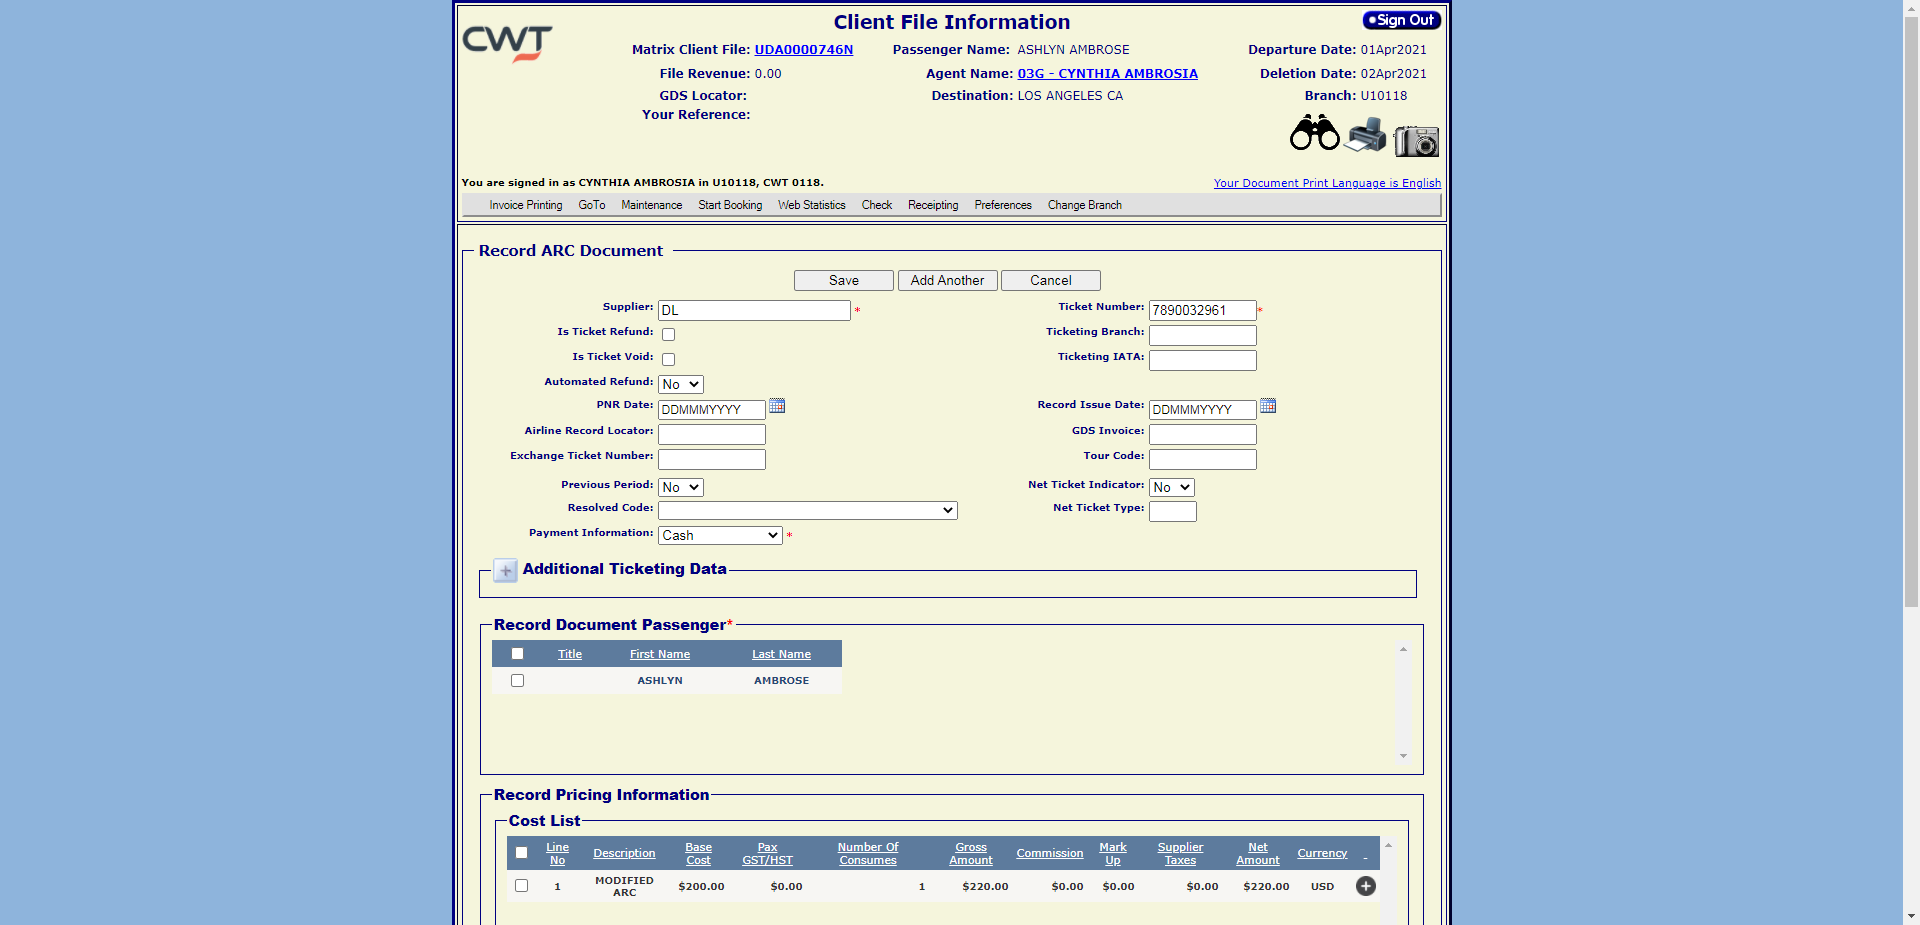 CWT
Client File Information
Sign Out
Matrix Client File: UDA0000746N Passenger Name: ASHLYN AMBROSE Departure Date: 01Apr2021
File Revenue: 0.00 Agent Name: 03G - CYNTHIA AMBROSIA Deletion Date: 02Apr2021
GDS Locator: Destination: LOS ANGELES CA Branch: U10118
Your Reference:
You are signed in as CYNTHIA AMBROSIA in U10118, CWT 0118. Your Document Print Language is English
Invoice Printing GoTo Maintenance Start Booking Web Statistics Check Receipting Preferences Change Branch
Record ARC Document
Save Add Another Cancel
Supplier: DL * Ticket Number: 7890032961 *
Is Ticket Refund: Ticketing Branch:
Is Ticket Void: Ticketing IATA:
Automated Refund: No
PNR Date: DDMMMYYYY Record Issue Date: DDMMMYYYY
Airline Record Locator: GDS Invoice:
Exchange Ticket Number: Tour Code:
Previous Period: No Net Ticket Indicator: No
Resolved Code: Net Ticket Type:
Payment Information: Cash *
Additional Ticketing Data
Record Document Passenger*
Title First Name Last Name
ASHLYN AMBROSE
Record Pricing Information
Cost List
Line No Description Base Cost Pax GST/HST Number Of Consumes Gross Amount Commission Mark Up Supplier Taxes Net Amount Currency -
1 MODIFIED ARC $200.00 $0.00 1 $220.00 $0.00 $0.00 $0.00 $220.00 USD